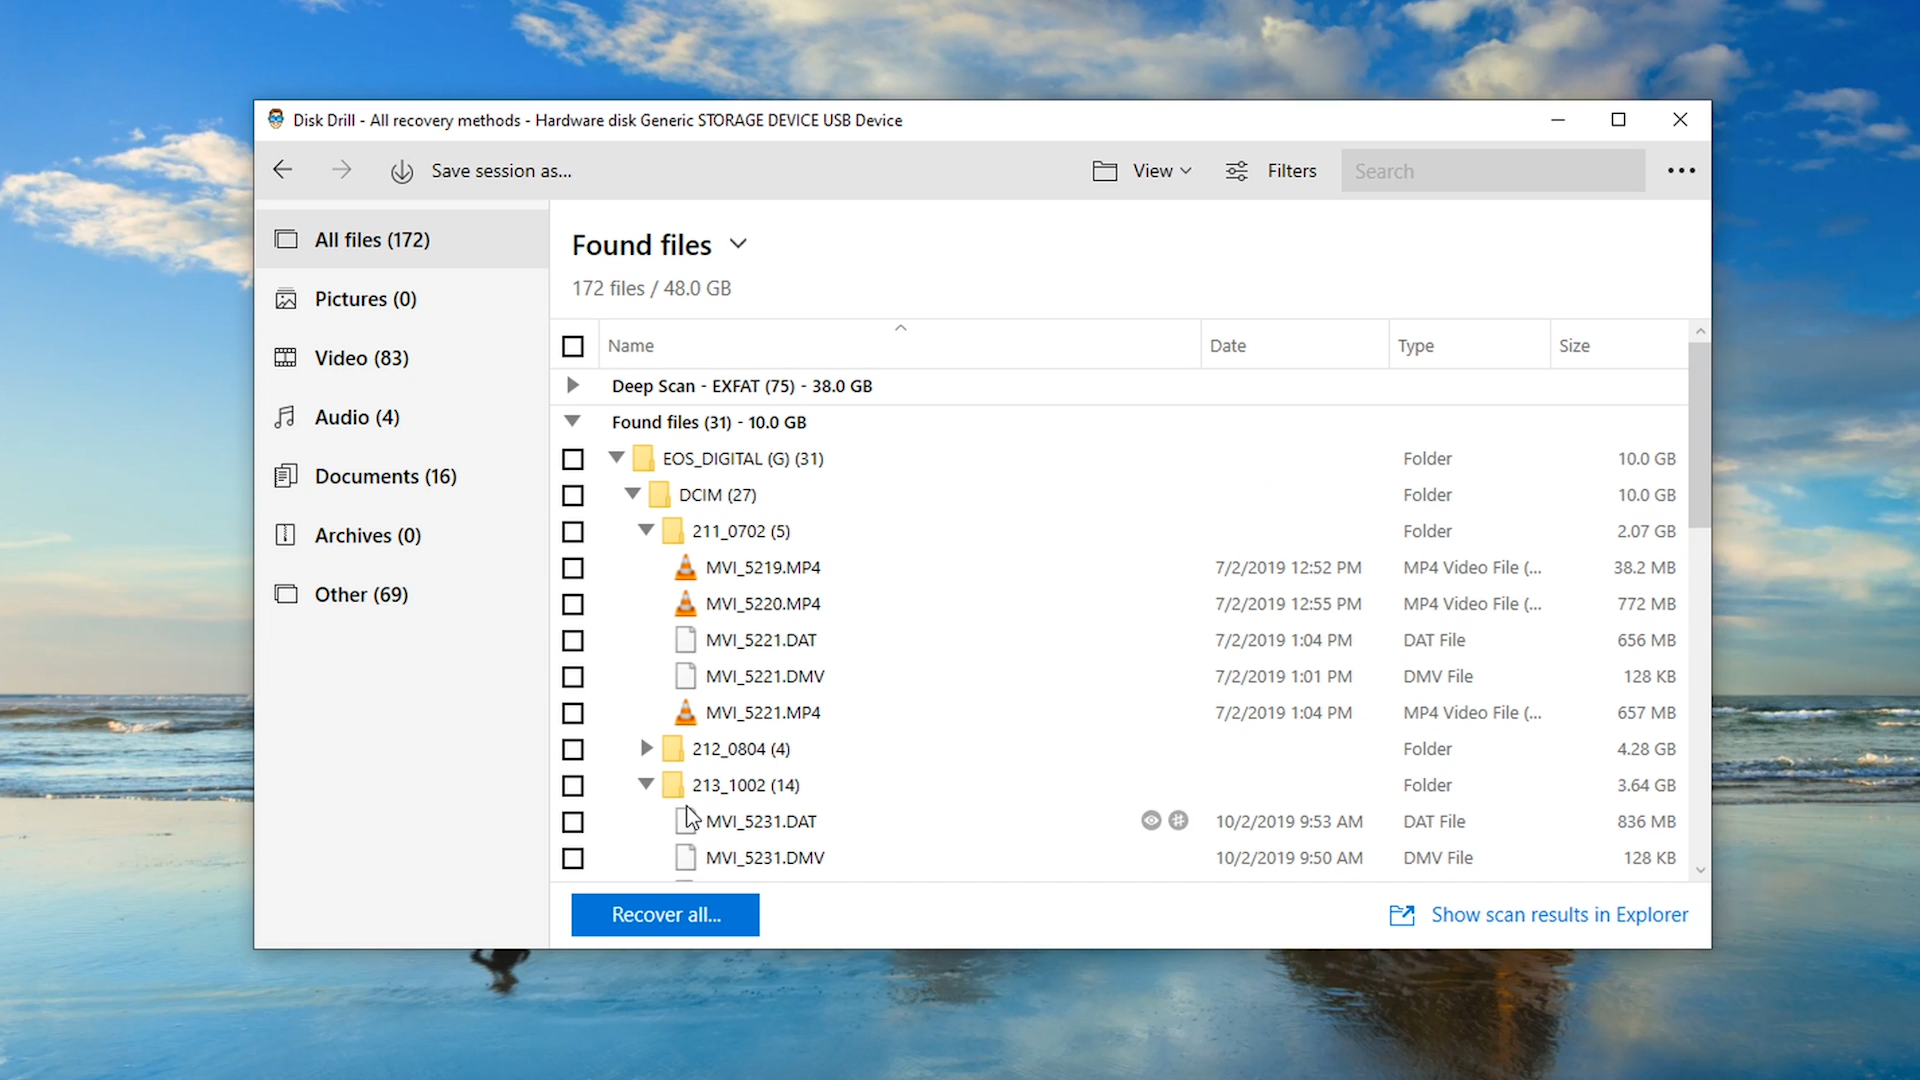 Disk Drill - All recovery methods - Hardware disk Generic STORAGE DEVICE USB Device
Save session as...
View
Filters
Search
All files (172)
Pictures (0)
Video (83)
Audio (4)
Documents (16)
Archives (0)
Other (69)
Found files
172 files / 48.0 GB
Name Date Type Size
Deep Scan - EXFAT (75) - 38.0 GB
Found files (31) - 10.0 GB
EOS_DIGITAL (G) (31) Folder 10.0 GB
DCIM (27) Folder 10.0 GB
211_0702 (5) Folder 2.07 GB
MVI_5219.MP4 7/2/2019 12:52 PM MP4 Video File (... 38.2 MB
MVI_5220.MP4 7/2/2019 12:55 PM MP4 Video File (... 772 MB
MVI_5221.DAT 7/2/2019 1:04 PM DAT File 656 MB
MVI_5221.DMV 7/2/2019 1:01 PM DMV File 128 KB
MVI_5221.MP4 7/2/2019 1:04 PM MP4 Video File (... 657 MB
212_0804 (4) Folder 4.28 GB
213_1002 (14) Folder 3.64 GB
MVI_5231.DAT 10/2/2019 9:53 AM DAT File 836 MB
MVI_5231.DMV 10/2/2019 9:50 AM DMV File 128 KB
Recover all...
Show scan results in Explorer